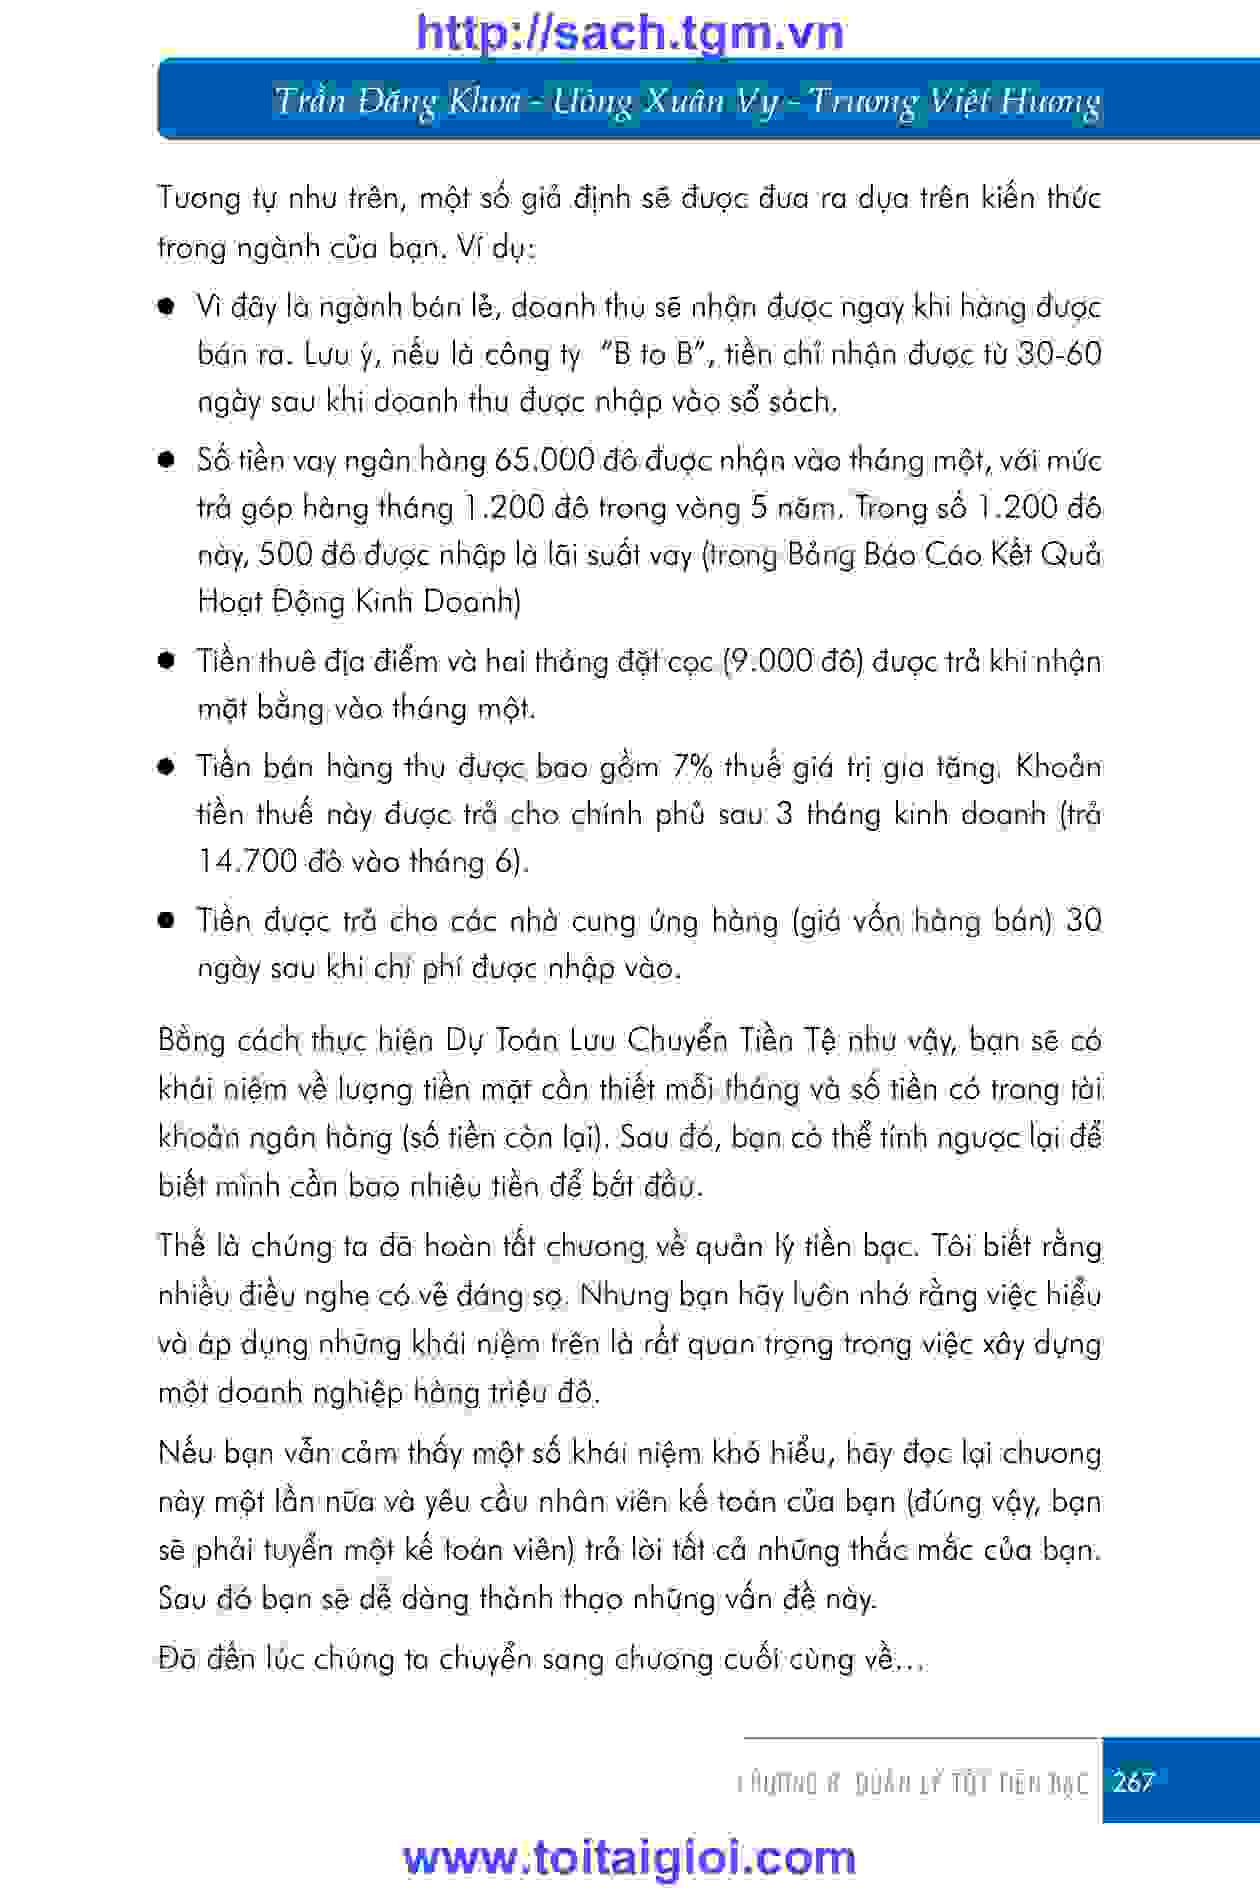 http://sach.tgm.vn
Trần Đăng Khoa - Uông Xuân Vy - Trương Việt Hương
Tương tự như trên, một số giả định sẽ được đưa ra dựa trên kiến thức
trong ngành của bạn. Ví dụ:
● Vì đây là ngành bán lẻ, doanh thu sẽ nhận được ngay khi hàng được
bán ra. Lưu ý, nếu là công ty “B to B”, tiền chỉ nhận được từ 30-60
ngày sau khi doanh thu được nhập vào sổ sách.
● Số tiền vay ngân hàng 65.000 đô được nhận vào tháng một, với mức
trả góp hàng tháng 1.200 đô trong vòng 5 năm. Trong số 1.200 đô
này, 500 đô được nhập là lãi suất vay (trong Bảng Báo Cáo Kết Quả
Hoạt Động Kinh Doanh)
● Tiền thuê địa điểm và hai tháng đặt cọc (9.000 đô) được trả khi nhận
mặt bằng vào tháng một.
● Tiền bán hàng thu được bao gồm 7% thuế giá trị gia tăng. Khoản
tiền thuế này được trả cho chính phủ sau 3 tháng kinh doanh (trả
14.700 đô vào tháng 6).
● Tiền được trả cho các nhà cung ứng hàng (giá vốn hàng bán) 30
ngày sau khi chi phí được nhập vào.
Bằng cách thực hiện Dự Toán Lưu Chuyển Tiền Tệ như vậy, bạn sẽ có
khái niệm về lượng tiền mặt cần thiết mỗi tháng và số tiền có trong tài
khoản ngân hàng (số tiền còn lại). Sau đó, bạn có thể tính ngược lại để
biết mình cần bao nhiêu tiền để bắt đầu.
Thế là chúng ta đã hoàn tất chương về quản lý tiền bạc. Tôi biết rằng
nhiều điều nghe có vẻ đáng sợ. Nhưng bạn hãy luôn nhớ rằng việc hiểu
và áp dụng những khái niệm trên là rất quan trọng trong việc xây dựng
một doanh nghiệp hàng triệu đô.
Nếu bạn vẫn cảm thấy một số khái niệm khó hiểu, hãy đọc lại chương
này một lần nữa và yêu cầu nhân viên kế toán của bạn (đúng vậy, bạn
sẽ phải tuyển một kế toán viên) trả lời tất cả những thắc mắc của bạn.
Sau đó bạn sẽ dễ dàng thành thạo những vấn đề này.
Đã đến lúc chúng ta chuyển sang chương cuối cùng về...
CHƯƠNG 8: QUẢN LÝ TỐT TIỀN BẠC 267
www.toitaigioi.com